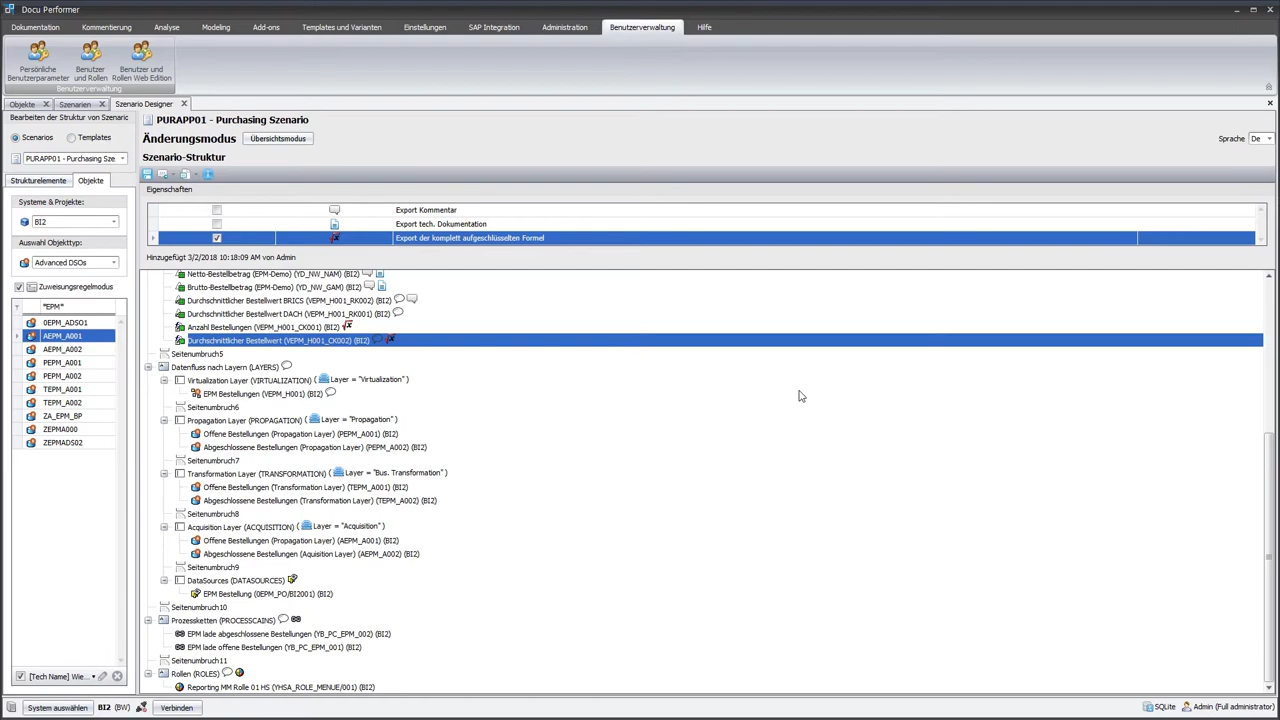 Docu Performer
Dokumentation Kommentierung Analyse Modeling Add-ons Templates und Varianten Einstellungen SAP Integration Administration Benutzerverwaltung Hilfe
Persönliche Benutzer Benutzer und
Benutzerparameter und Rollen Rollen Web Edition
Benutzerverwaltung
Objekte Szenarien Szenario Designer
Bearbeiten der Struktur von Szenaric
Scenarios Templates
PURAPP01 - Purchasing Sze
Strukturelemente Objekte
Systeme & Projekte:
BI2
Auswahl Objekttyp:
Advanced DSOs
Zuweisungsregelmodus
*EPM*
0EPM_ADSO1
AEPM_A001
AEPM_A002
PEPM_A001
PEPM_A002
TEPM_A001
TEPM_A002
ZA_EPM_BP
ZEPMA000
ZEPMADS02
[Tech Name] Wie...
PURAPP01 - Purchasing Szenario
Änderungsmodus Übersichtsmodus
Sprache De
Szenario-Struktur
Eigenschaften
Export Kommentar
Export tech. Dokumentation
Export der komplett aufgeschlüsselten Formel
Hinzugefügt 3/2/2018 10:18:09 AM von Admin
Netto-Bestellbetrag (EPM-Demo) (YD_NW_NAM) (BI2)
Brutto-Bestellbetrag (EPM-Demo) (YD_NW_GAM) (BI2)
Durchschnittlicher Bestellwert BRICS (VEPM_H001_RK002) (BI2)
Durchschnittlicher Bestellwert DACH (VEPM_H001_RK001) (BI2)
Anzahl Bestellungen (VEPM_H001_CK001) (BI2)
Durchschnittlicher Bestellwert (VEPM_H001_CK002) (BI2)
Seitenumbruch5
Datenfluss nach Layern (LAYERS)
Virtualization Layer (VIRTUALIZATION) ( Layer = "Virtualization" )
EPM Bestellungen (VEPM_H001) (BI2)
Seitenumbruch6
Propagation Layer (PROPAGATION) ( Layer = "Propagation" )
Offene Bestellungen (Propagation Layer) (PEPM_A001) (BI2)
Abgeschlossene Bestellungen (Propagation Layer) (PEPM_A002) (BI2)
Seitenumbruch7
Transformation Layer (TRANSFORMATION) ( Layer = "Bus. Transformation" )
Offene Bestellungen (Transformation Layer) (TEPM_A001) (BI2)
Abgeschlossene Bestellungen (Transformation Layer) (TEPM_A002) (BI2)
Seitenumbruch8
Acquisition Layer (ACQUISITION) ( Layer = "Acquisition" )
Offene Bestellungen (Propagation Layer) (AEPM_A001) (BI2)
Abgeschlossene Bestellungen (Aquisition Layer) (AEPM_A002) (BI2)
Seitenumbruch9
DataSources (DATASOURCES)
EPM Bestellung (0EPM_PO/BI2001) (BI2)
Seitenumbruch10
Prozessketten (PROCESSCAINS)
EPM lade abgeschlossene Bestellungen (YB_PC_EPM_002) (BI2)
EPM lade offene Bestellungen (YB_PC_EPM_001) (BI2)
Seitenumbruch11
Rollen (ROLES)
Reporting MM Rolle 01 HS (YHSA_ROLE_MENUE/001) (BI2)
System auswählen BI2 (BW) Verbinden SQLite Admin (Full administrator)